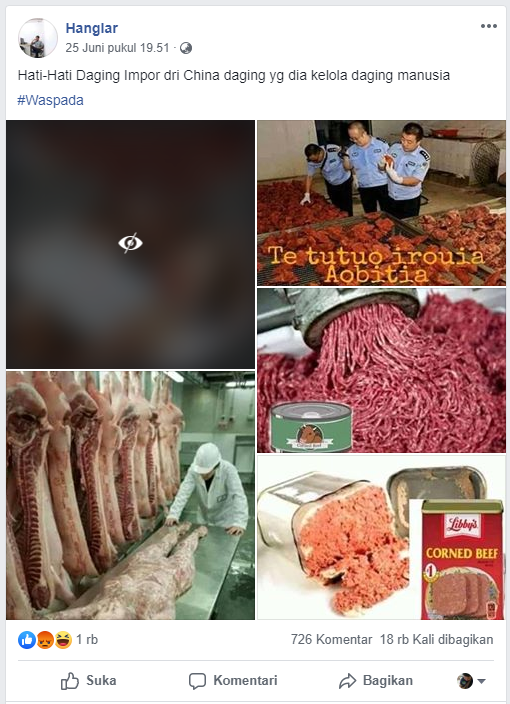 Hanglar
25 Juni pukul 19.51 ·
Hati-Hati Daging Impor dri China daging yg dia kelola daging manusia
#Waspada
Te tutuo irouia
Aobitia
Corned Beef
Libby's
CORNED BEEF
1 rb
726 Komentar 18 rb Kali dibagikan
Suka Komentari Bagikan